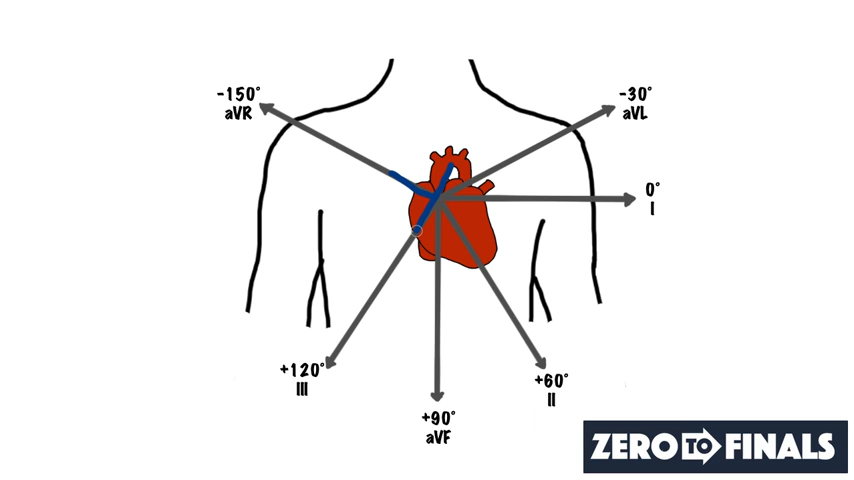 -150°
aVR
-30°
aVL
0°
I
+120°
III
+60°
II
+90°
aVF
ZERO TO FINALS